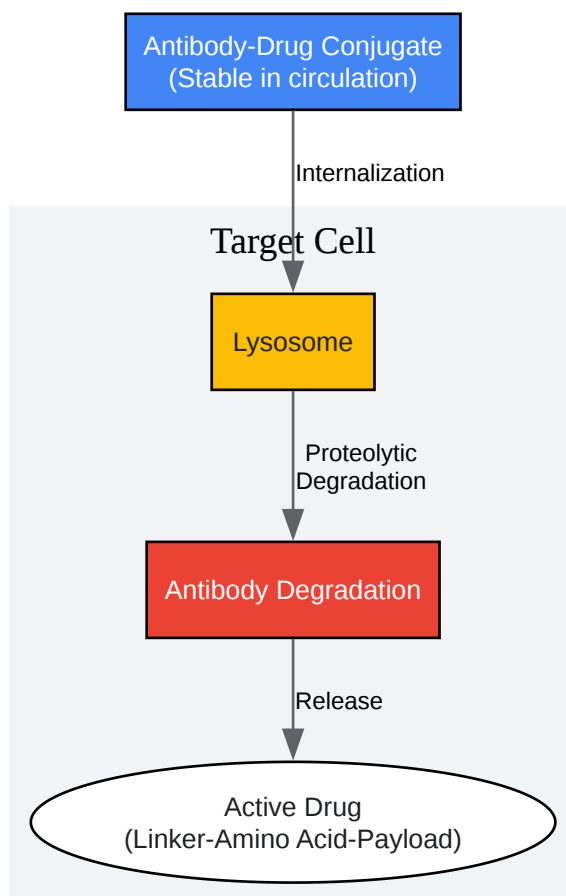 Antibody-Drug Conjugate
(Stable in circulation)
Internalization
Target Cell
Lysosome
Proteolytic
Degradation
Antibody Degradation
Release
Active Drug
(Linker-Amino Acid-Payload)